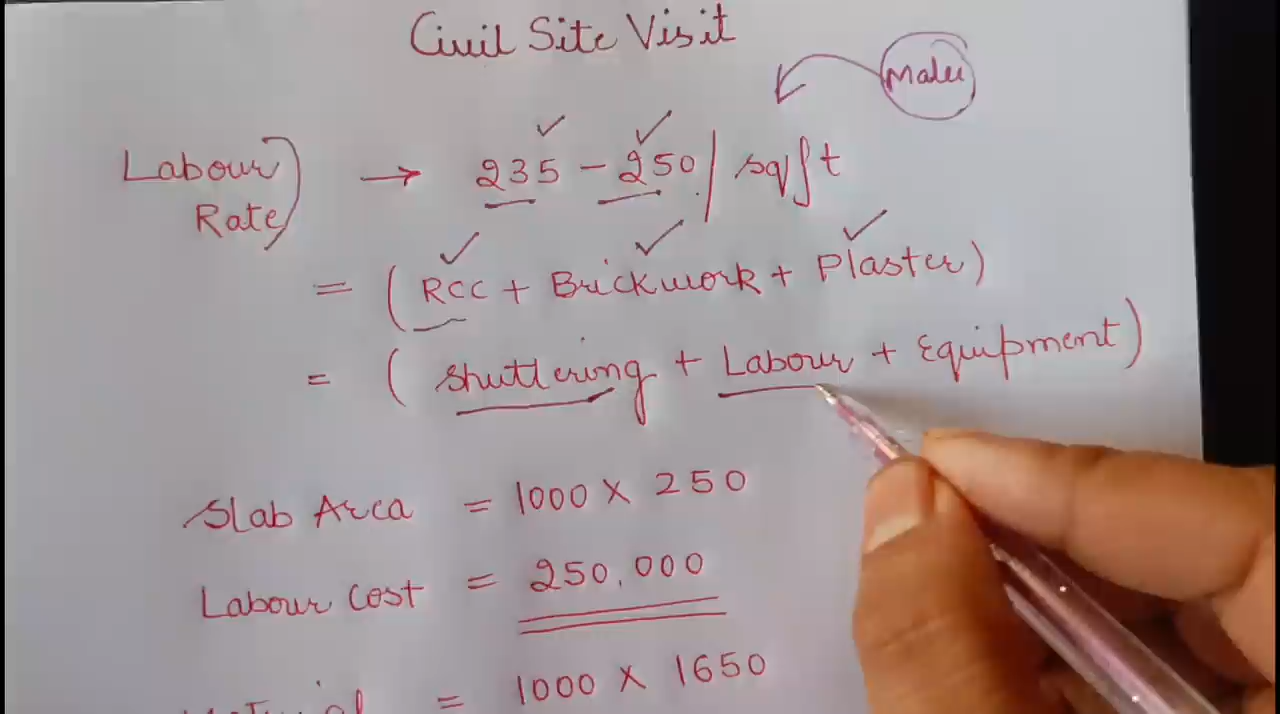 Civil Site Visit
Labour Rate → 235 - 250 / sqft
= (RCC + Brickwork + Plaster)
= (Shuttering + Labour + Equipment)
Slab Area = 1000 X 250
Labour Cost = 250,000
= 1000 X 1650